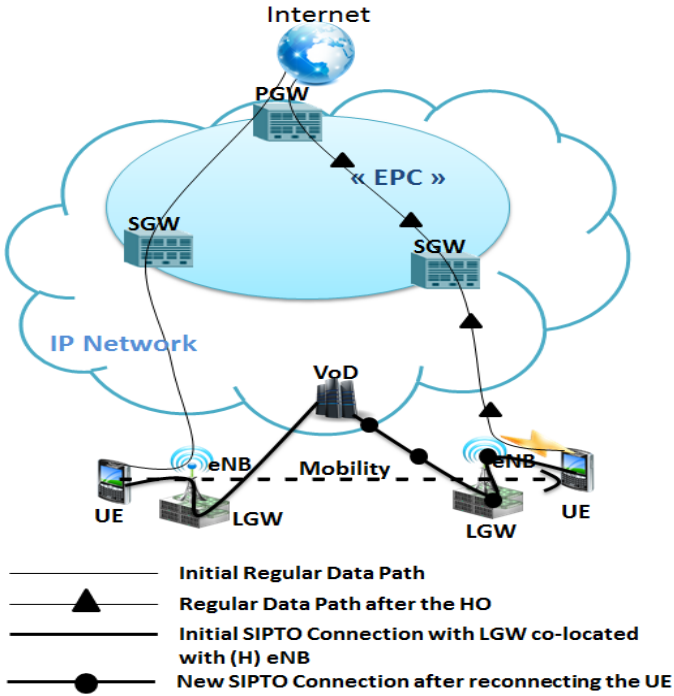 Internet
PGW
« EPC »
SGW
SGW
IP Network
VoD
eNB
Mobility
eNB
UE
LGW
LGW
UE
Initial Regular Data Path
Regular Data Path after the HO
Initial SIPTO Connection with LGW co-located
with (H) eNB
New SIPTO Connection after reconnecting the UE